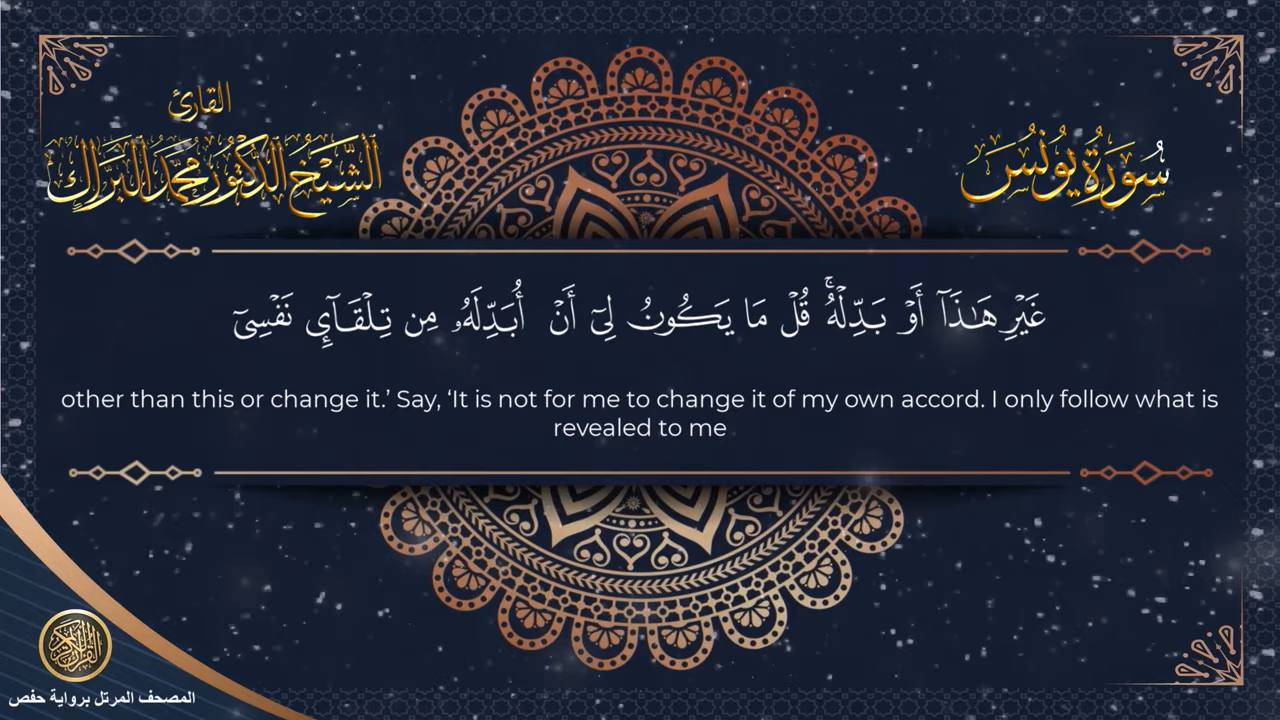 القارئ
الشيخ الدكتور محمد البراك
سورة يونس
غَيْرِ هَٰذَآ أَوْ بَدِّلْهُۚ قُلْ مَا يَكُونُ لِىٓ أَنْ أُبَدِّلَهُۥ مِن تِلْقَآئِ نَفْسِىٓ
other than this or change it.’ Say, ‘It is not for me to change it of my own accord. I only follow what is
revealed to me
القرآن الكريم
المصحف المرتل برواية حفص